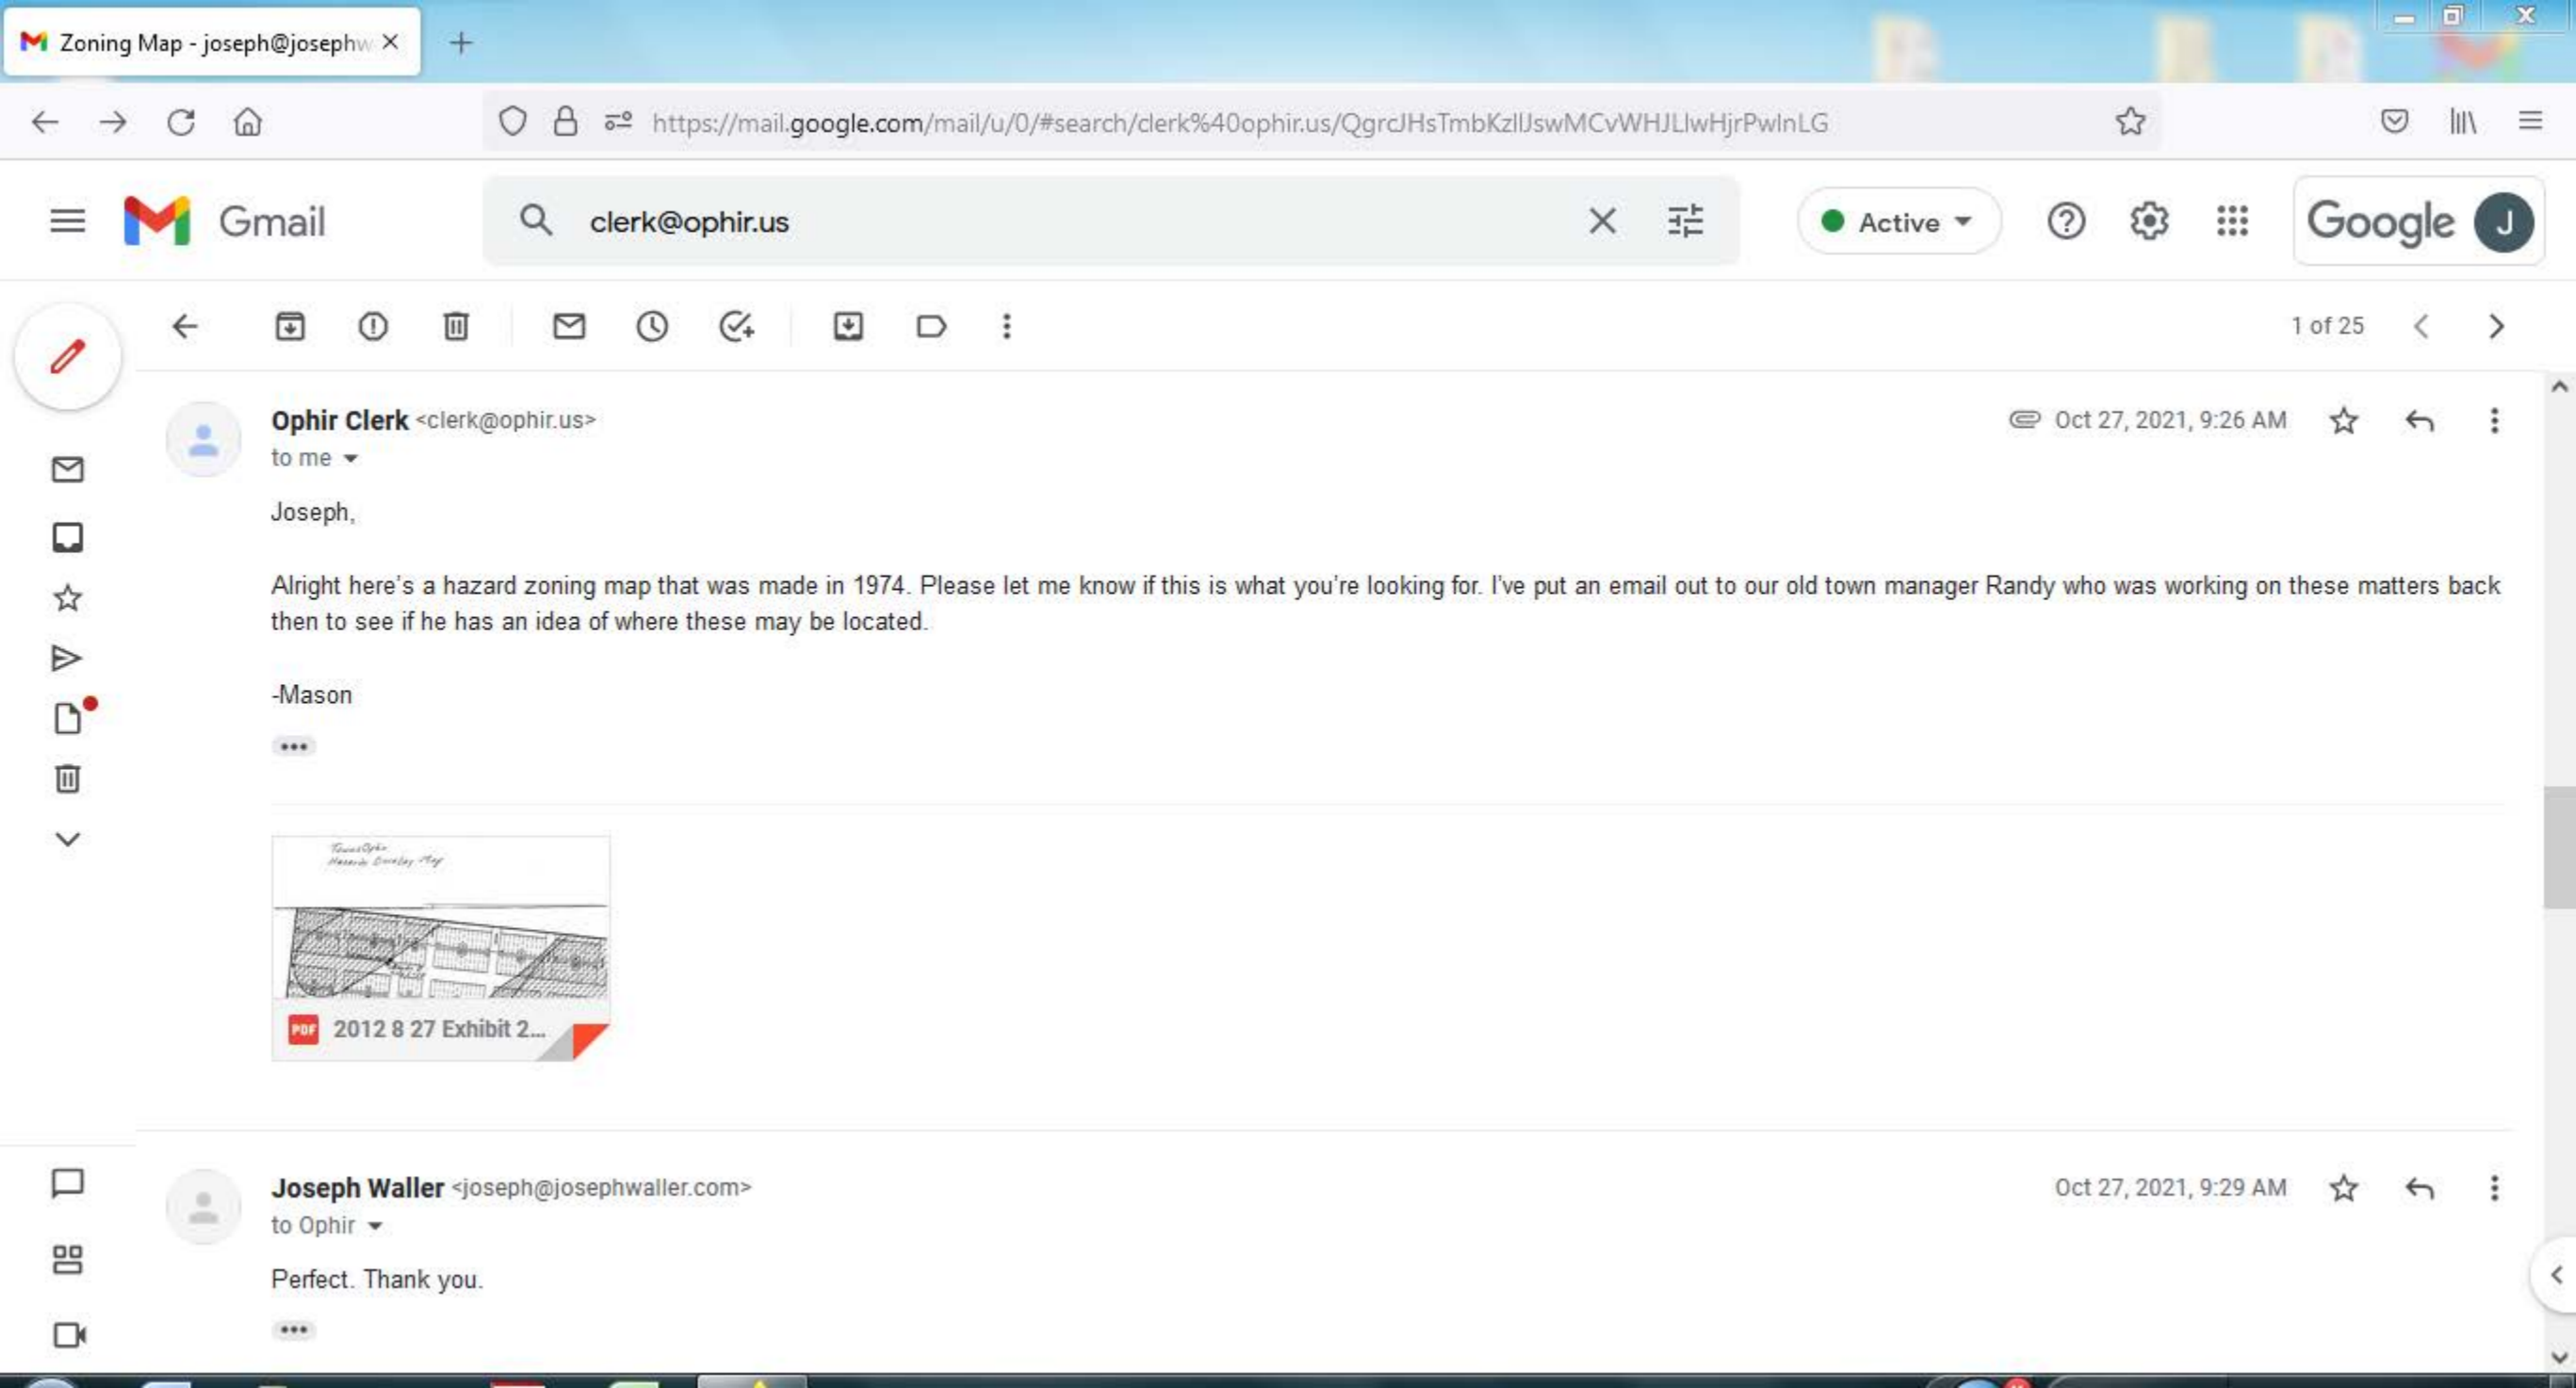 Zoning Map - joseph@josephw
https://mail.google.com/mail/u/0/#search/clerk%40ophir.us/QgrcJHsTmbKzllJswMCvWHJLlwHjrPwlnLG
Gmail
clerk@ophir.us
Active
Google J
1 of 25
Ophir Clerk <clerk@ophir.us>
Oct 27, 2021, 9:26 AM
to me
Joseph,
Alright here's a hazard zoning map that was made in 1974. Please let me know if this is what you're looking for. I've put an email out to our old town manager Randy who was working on these matters back
then to see if he has an idea of where these may be located.
-Mason
Hazards Overlay Map
PDF 2012 8 27 Exhibit 2...
Joseph Waller <joseph@josephwaller.com>
Oct 27, 2021, 9:29 AM
to Ophir
Perfect. Thank you.